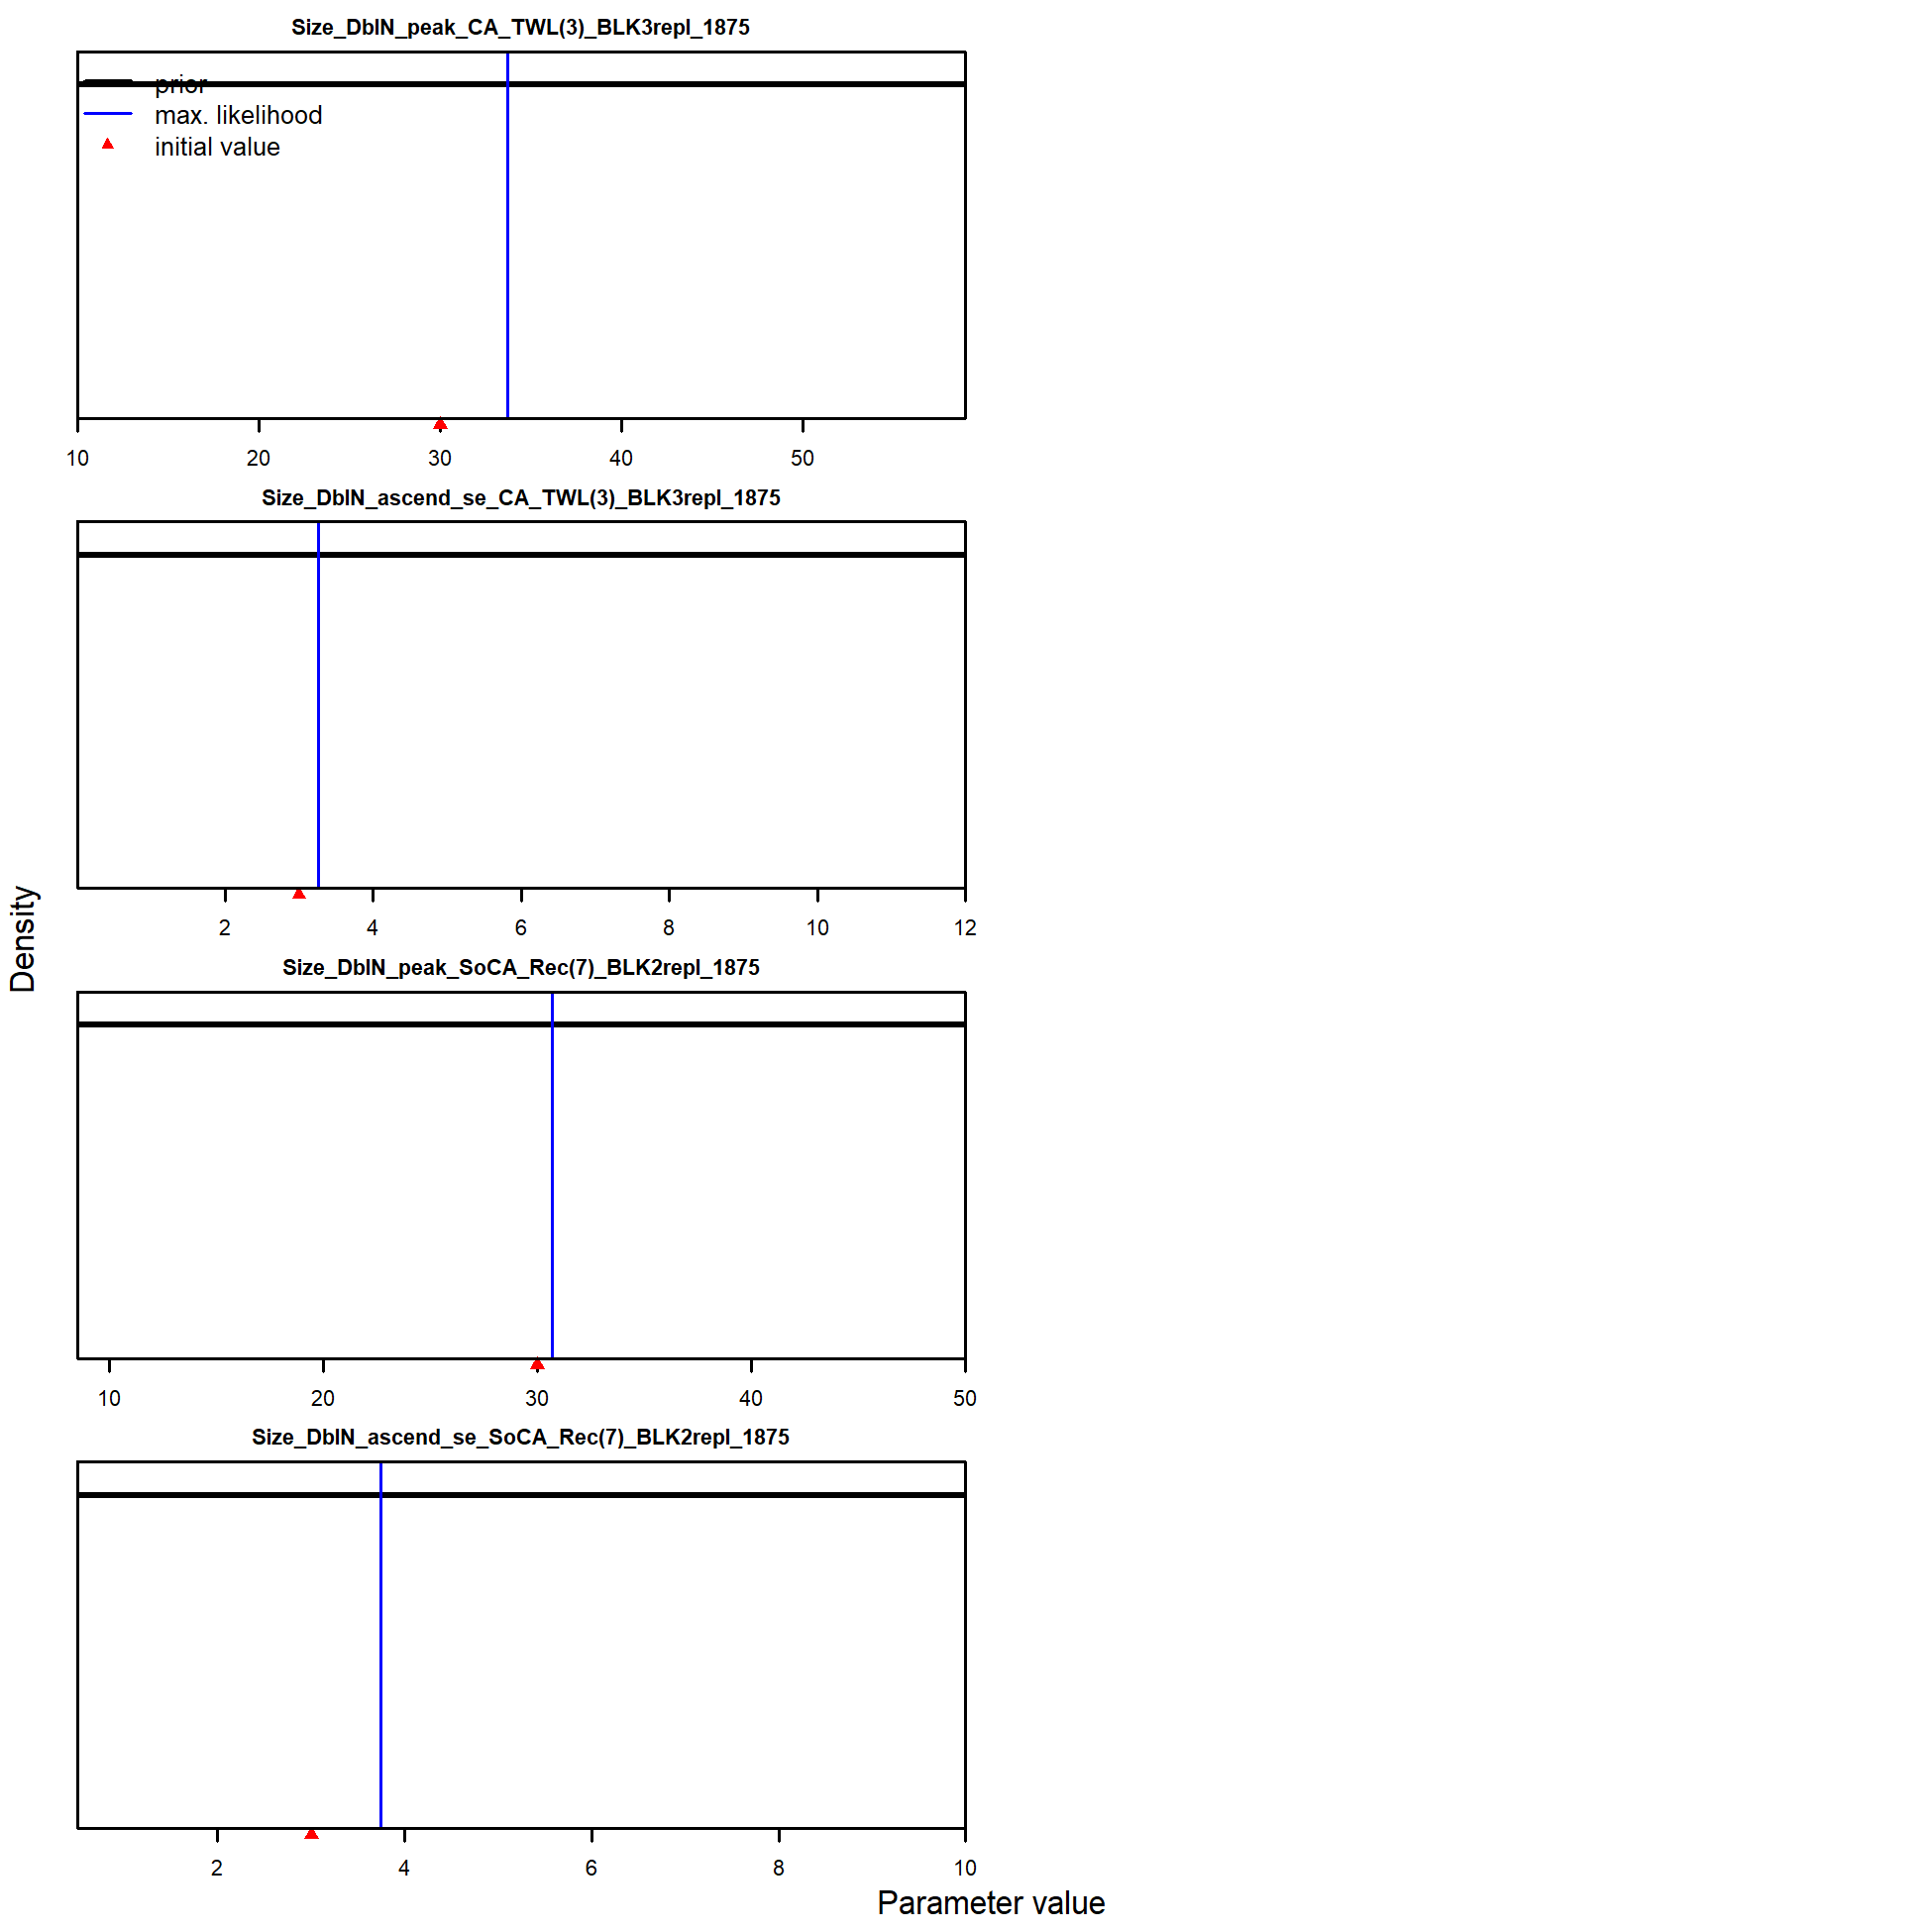 Size_DblN_peak_CA_TWL(3)_BLK3repl_1875
prior
max. likelihood
initial value
10 20 30 40 50
Size_DblN_ascend_se_CA_TWL(3)_BLK3repl_1875
2 4 6 8 10 12
Density
Size_DblN_peak_SoCA_Rec(7)_BLK2repl_1875
10 20 30 40 50
Size_DblN_ascend_se_SoCA_Rec(7)_BLK2repl_1875
2 4 6 8 10
Parameter value